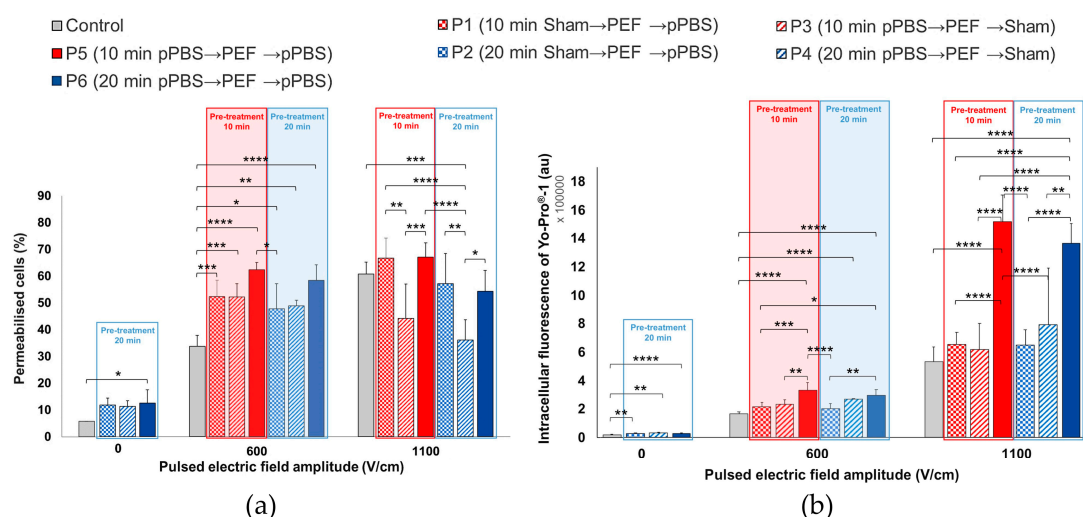 Control
P1 (10 min Sham→PEF →pPBS)
P3 (10 min pPBS→PEF →Sham)
P5 (10 min pPBS→PEF →pPBS)
P2 (20 min Sham→PEF →pPBS)
P4 (20 min pPBS→PEF →Sham)
P6 (20 min pPBS→PEF →pPBS)
Permeabilised cells (%)
90
80
70
60
50
40
30
20
10
0
Pre-treatment
20 min
*
Pre-treatment
10 min
Pre-treatment
20 min
****
**
*
****
***
***
*
Pre-treatment
10 min
Pre-treatment
20 min
***
****
**
****
***
**
*
0
600
1100
Pulsed electric field amplitude (V/cm)
(a)
Intracellular fluorescence of Yo-Pro®-1 (au)
x 100000
18
16
14
12
10
8
6
4
2
0
Pre-treatment
20 min
****
**
**
Pre-treatment
10 min
Pre-treatment
20 min
****
****
****
*
***
****
**
**
Pre-treatment
10 min
Pre-treatment
20 min
****
****
****
**
****
****
****
****
****
****
0
600
1100
Pulsed electric field amplitude (V/cm)
(b)